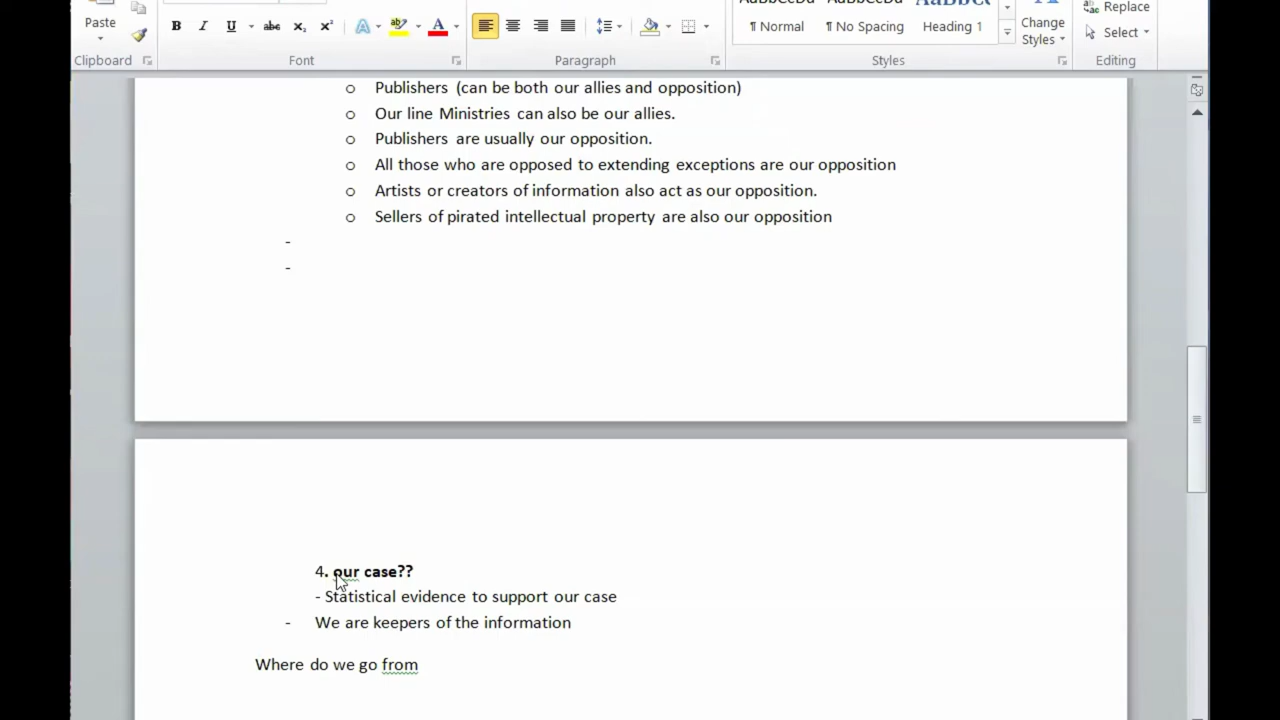 Paste
B I U abc x₂ x² A ab A
AaBbCcDd AaBbCcDd AaBbC A
¶ Normal ¶ No Spacing Heading 1
Change
Styles
Replace
Select
Clipboard Font Paragraph Styles Editing
o Publishers (can be both our allies and opposition)
o Our line Ministries can also be our allies.
o Publishers are usually our opposition.
o All those who are opposed to extending exceptions are our opposition
o Artists or creators of information also act as our opposition.
o Sellers of pirated intellectual property are also our opposition
-
-
4. our case??
- Statistical evidence to support our case
- We are keepers of the information
Where do we go from